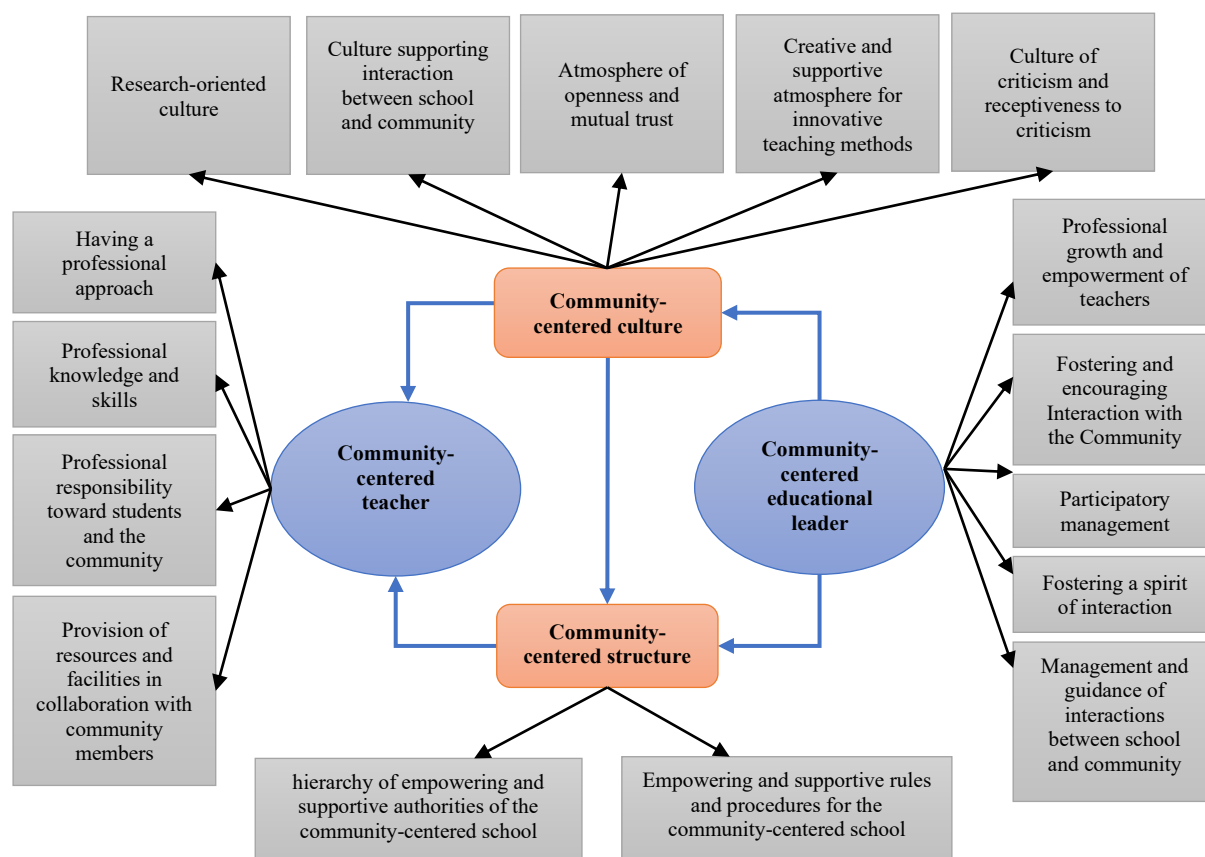 Research-oriented
culture
Culture supporting
interaction
between school
and community
Atmosphere of
openness and
mutual trust
Creative and
supportive
atmosphere for
innovative
teaching methods
Culture of
criticism and
receptiveness to
criticism
Having a
professional
approach
Professional
knowledge and
skills
Professional
responsibility
toward students
and the
community
Provision of
resources and
facilities in
collaboration with
community
members
Community-
centered culture
Community-
centered
teacher
Community-
centered
educational
leader
Community-
centered structure
Professional
growth and
empowerment of
teachers
Fostering and
encouraging
Interaction with
the Community
Participatory
management
Fostering a spirit
of interaction
Management and
guidance of
interactions
between school
and community
hierarchy of empowering and
supportive authorities of the
community-centered school
Empowering and supportive rules
and procedures for the
community-centered school